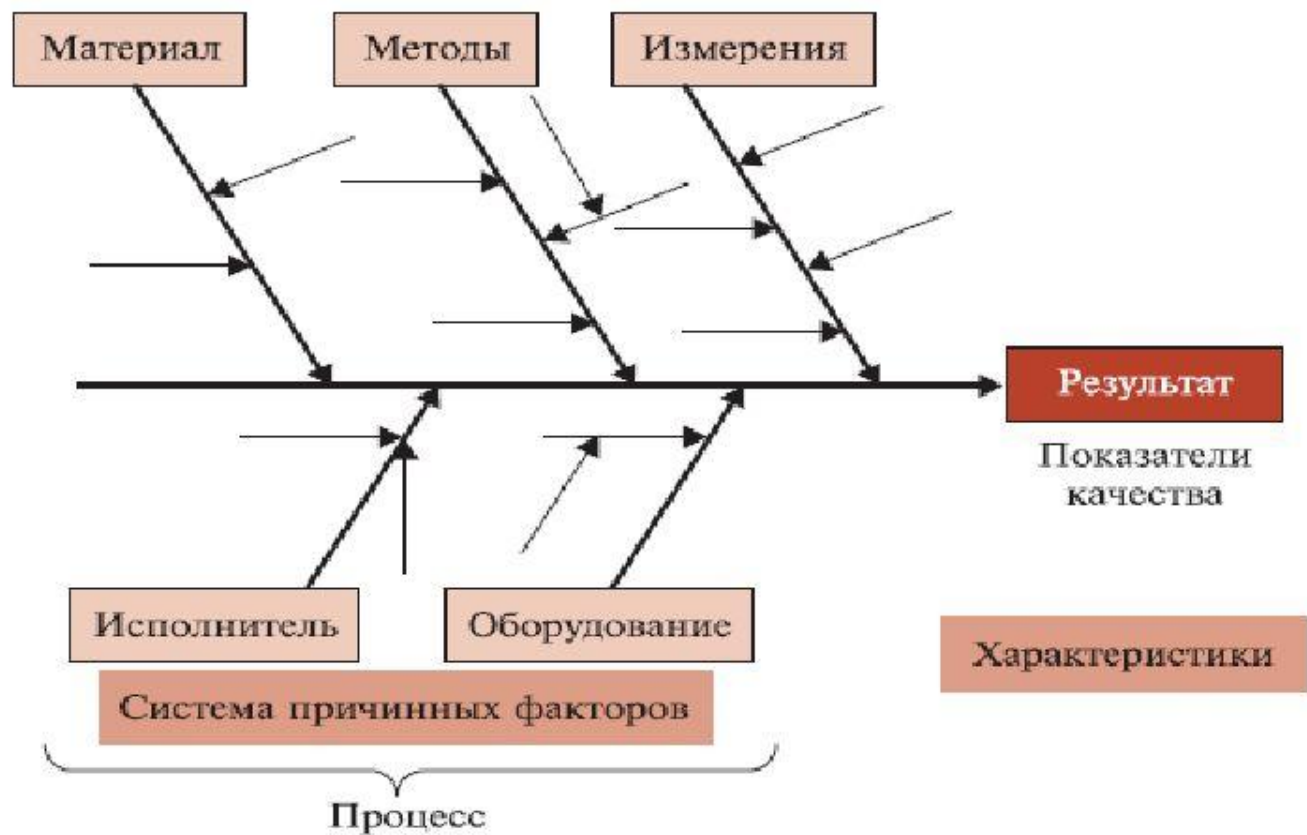 Материал
Методы
Измерения
Результат
Показатели
качества
Исполнитель
Оборудование
Характеристики
Система причинных факторов
Процесс